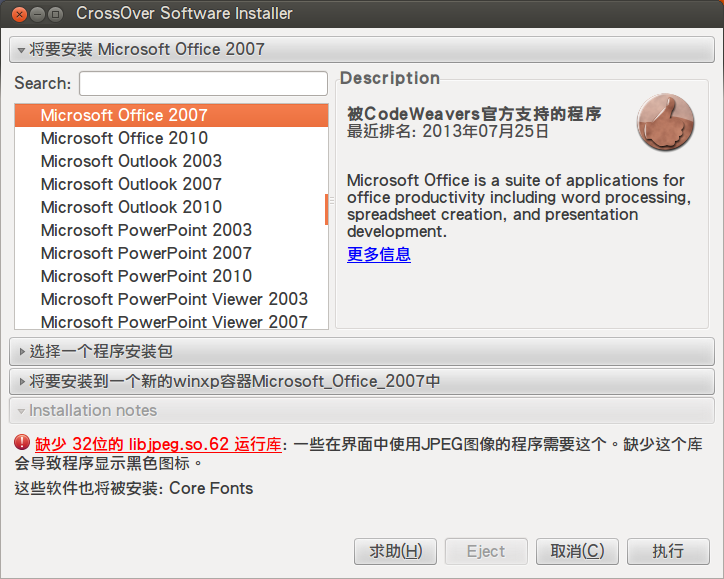 CrossOver Software Installer
将要安装 Microsoft Office 2007
Search:
Microsoft Office 2007
Microsoft Office 2010
Microsoft Outlook 2003
Microsoft Outlook 2007
Microsoft Outlook 2010
Microsoft PowerPoint 2003
Microsoft PowerPoint 2007
Microsoft PowerPoint 2010
Microsoft PowerPoint Viewer 2003
Microsoft PowerPoint Viewer 2007
Description
被CodeWeavers官方支持的程序
最近排名: 2013年07月25日
Microsoft Office is a suite of applications for
office productivity including word processing,
spreadsheet creation, and presentation
development.
更多信息
选择一个程序安装包
将要安装到一个新的winxp容器Microsoft_Office_2007中
Installation notes
缺少 32位的 libjpeg.so.62 运行库: 一些在界面中使用JPEG图像的程序需要这个。缺少这个库
会导致程序显示黑色图标。
这些软件也将被安装: Core Fonts
求助(H)
Eject
取消(C)
执行